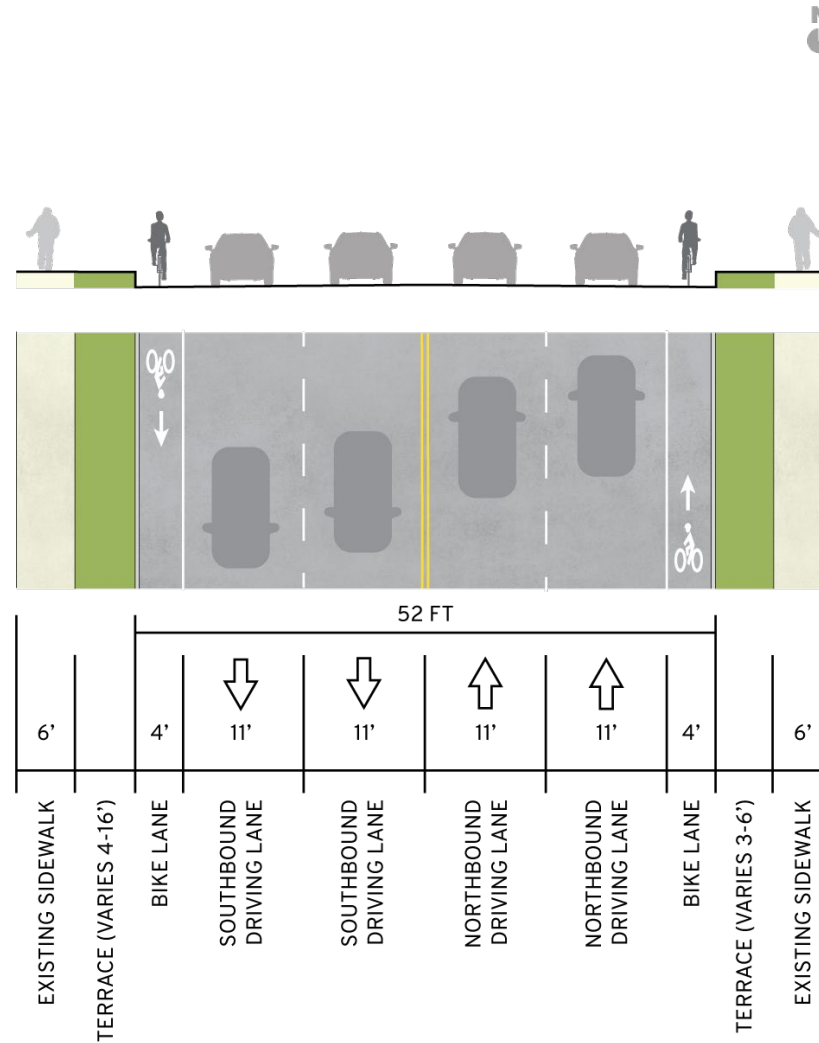 52 FT
6’
4’
11’
11’
11’
11’
4’
6’
EXISTING SIDEWALK
TERRACE (VARIES 4-16’)
BIKE LANE
SOUTHBOUND
DRIVING LANE
SOUTHBOUND
DRIVING LANE
NORTHBOUND
DRIVING LANE
NORTHBOUND
DRIVING LANE
BIKE LANE
TERRACE (VARIES 3-6’)
EXISTING SIDEWALK